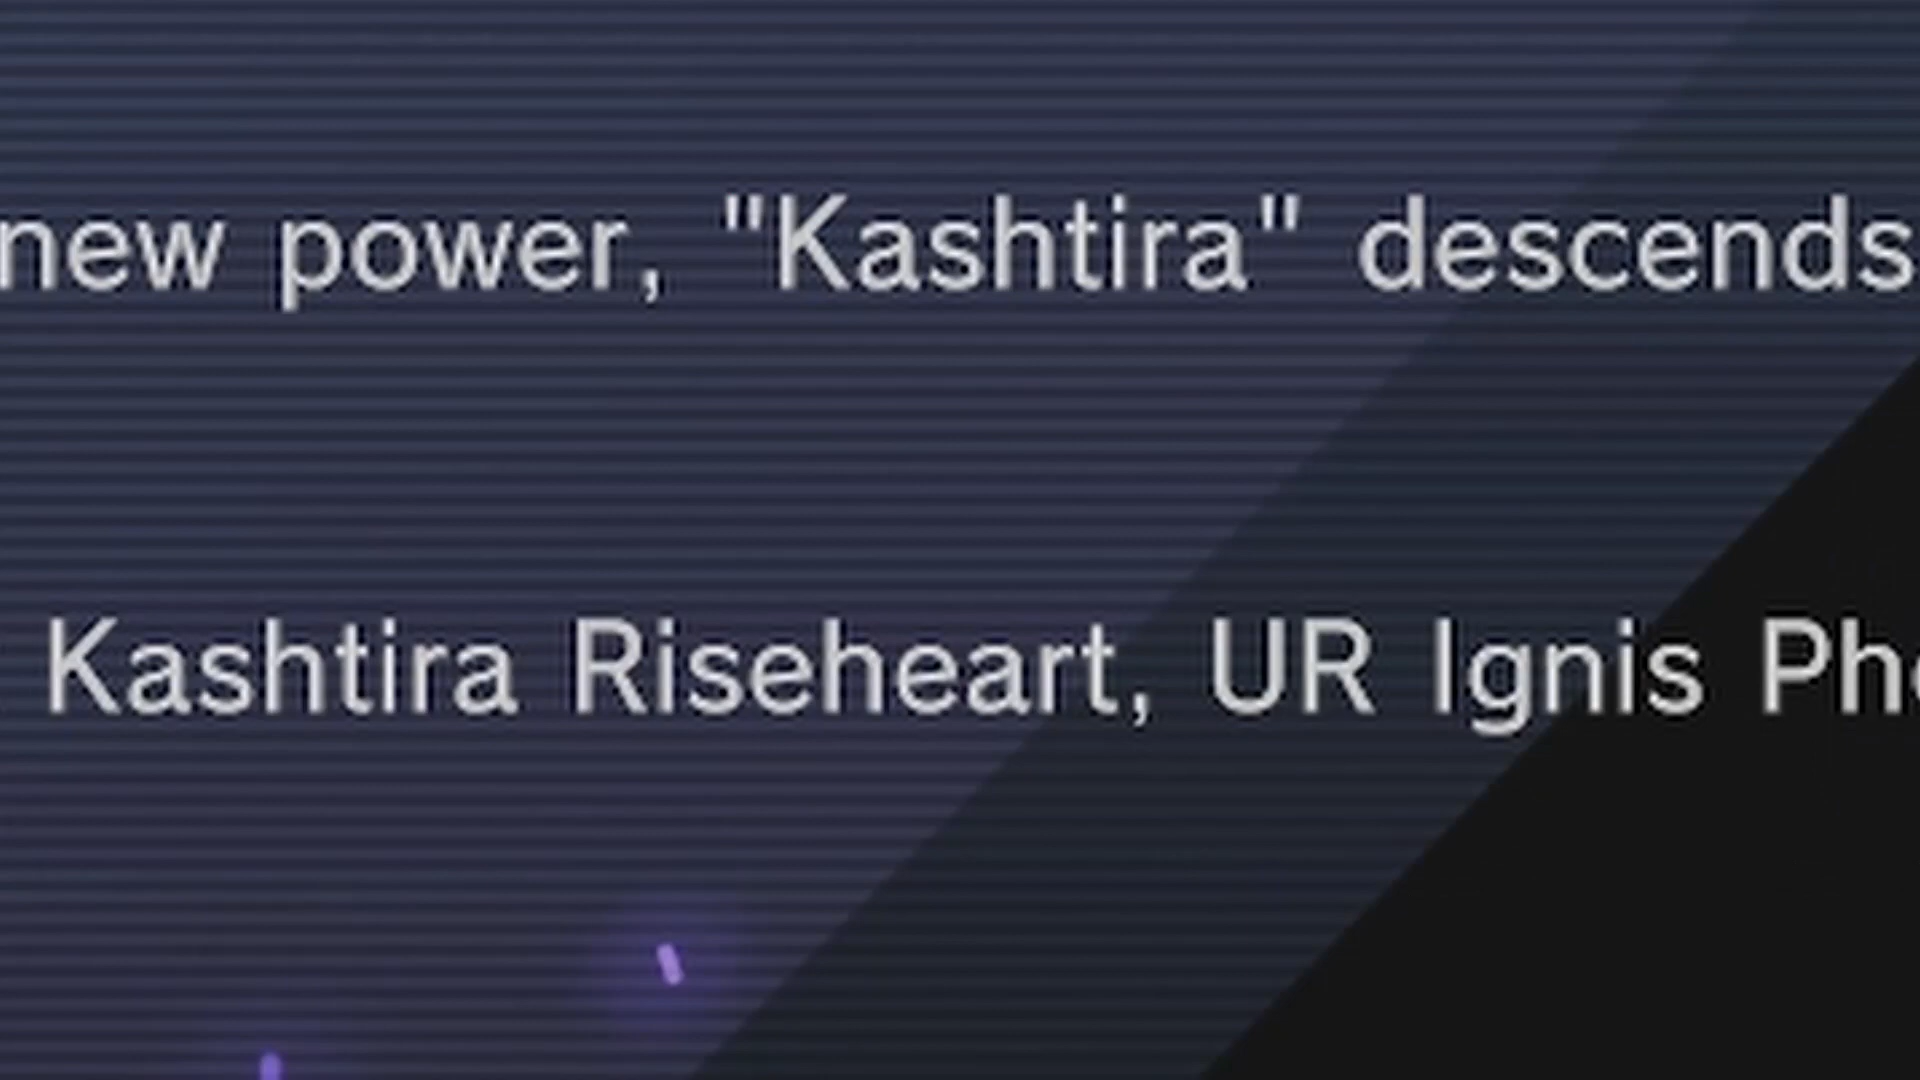 new power, "Kashtira" descends
Kashtira Riseheart, UR Ignis